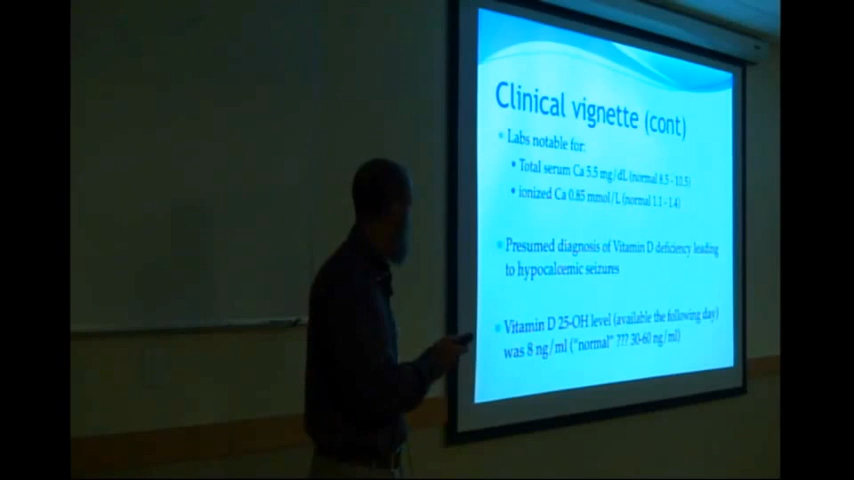 Clinical vignette (cont)
Labs notable for:
Total serum Ca 5.5 mg/dL (normal 8.5 - 10.5)
ionized Ca 0.85 mmol/L (normal 1.1 - 1.4)
Presumed diagnosis of Vitamin D deficiency leading
to hypocalcemic seizures
Vitamin D 25-OH level (available the following day)
was 8 ng/ml ("normal" ??? 30-60 ng/ml)